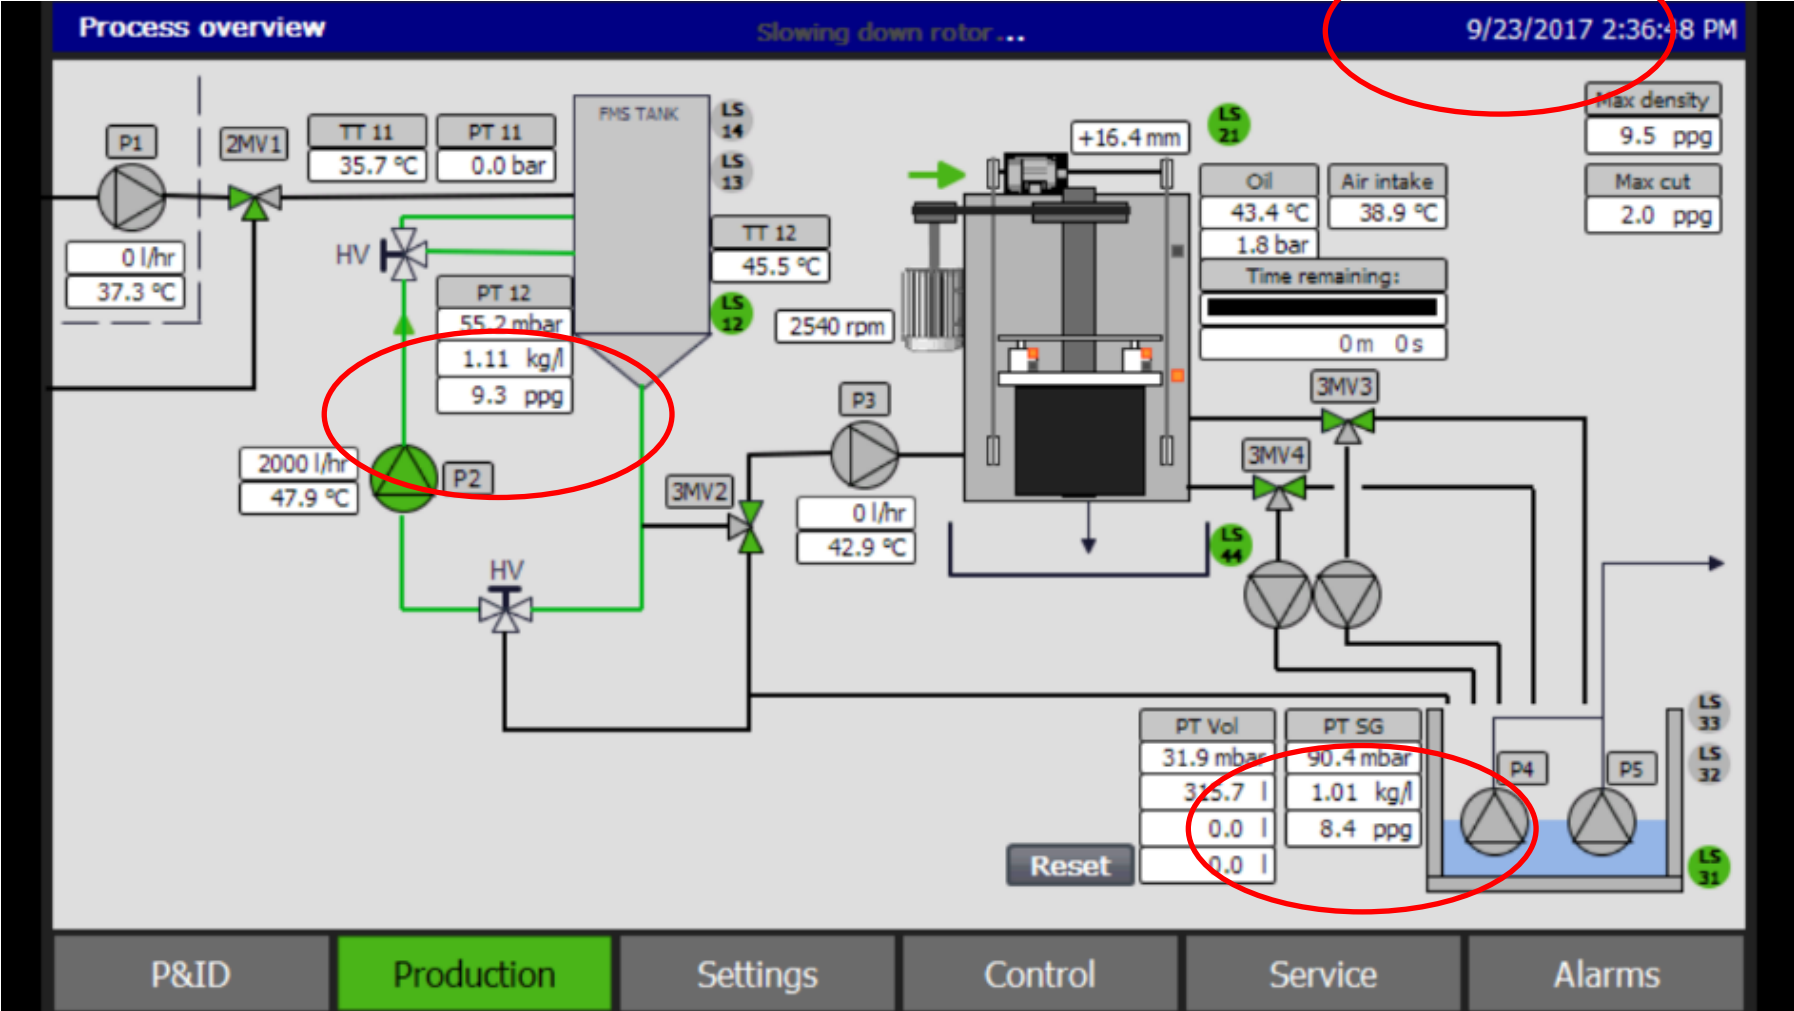 Process overview
Slowing down rotor...
9/23/2017 2:36:48 PM
P1
2MV1
TT 11
35.7 °C
PT 11
0.0 bar
FMS TANK
LS
14
LS
13
+16.4 mm
LS
21
Max density
9.5 ppg
Max cut
2.0 ppg
Oil
43.4 °C
1.8 bar
Air intake
38.9 °C
Time remaining:
0 m 0 s
0 l/hr
37.3 °C
HV
TT 12
45.5 °C
PT 12
55.2 mbar
1.11 kg/l
9.3 ppg
LS
12
2540 rpm
P3
3MV3
3MV4
2000 l/hr
47.9 °C
P2
3MV2
0 l/hr
42.9 °C
LS
44
HV
PT Vol
31.9 mbar
315.7 l
0.0 l
0.0 l
PT SG
90.4 mbar
1.01 kg/l
8.4 ppg
P4
P5
LS
33
LS
32
LS
31
Reset
P&ID
Production
Settings
Control
Service
Alarms